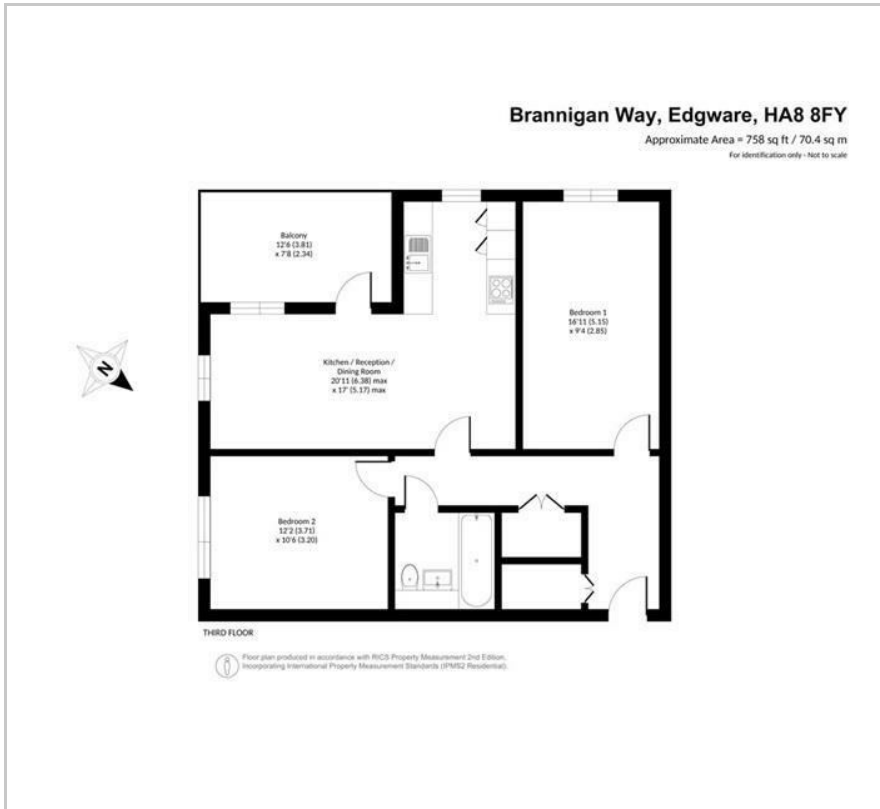 Brannigan Way, Edgware, HA8 8FY
Approximate Area = 758 sq ft / 70.4 sq m
For identification only - Not to scale
Balcony
12'6 (3.81)
x 7'8 (2.34)
Bedroom 1
16'11 (5.15)
x 9'4 (2.85)
Kitchen / Reception /
Dining Room
20'11 (6.38) max
x 17' (5.17) max
N
Bedroom 2
12'2 (3.71)
x 10'6 (3.20)
THIRD FLOOR
Floor plan produced in accordance with RICS Property Measurement 2nd Edition,
Incorporating International Property Measurement Standards (IPMS2 Residential).